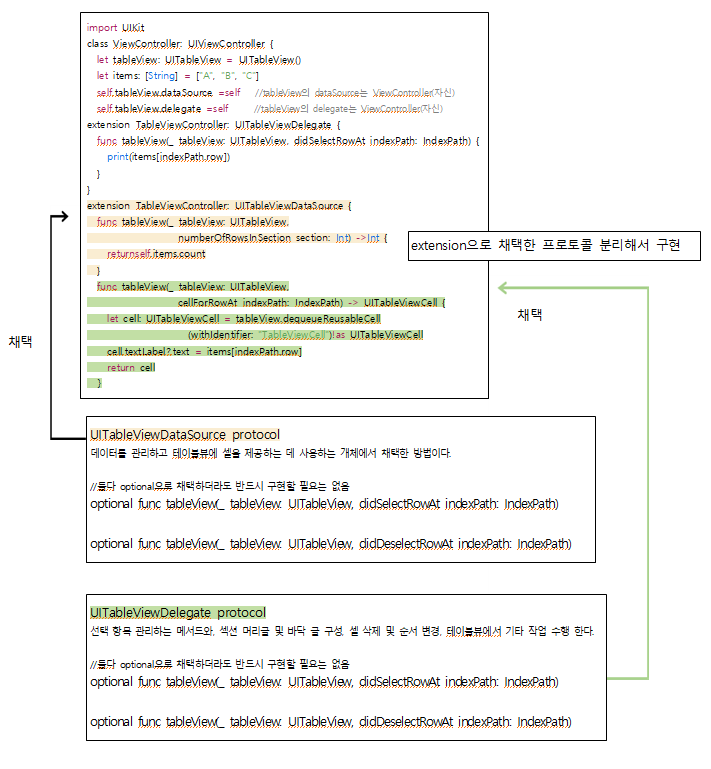 import UIKit
class ViewController: UIViewController {
let tableView: UITableView = UITableView()
let items: [String] = ["A", "B", "C"]
self.tableView.dataSource =self //tableView의 dataSource는 ViewController(자신)
self.tableView.delegate =self //tableView의 delegate는 ViewController(자신)
extension TableViewController: UITableViewDelegate {
func tableView(_ tableView: UITableView, didSelectRowAt indexPath: IndexPath) {
print(items[indexPath.row])
}
}
extension TableViewController: UITableViewDataSource {
func tableView(_ tableView: UITableView,
numberOfRowsInSection section: Int) ->Int {
returnself.items.count
}
func tableView(_ tableView: UITableView,
cellForRowAt indexPath: IndexPath) -> UITableViewCell {
let cell: UITableViewCell = tableView.dequeueReusableCell
(withIdentifier: "TableViewCell")!as UITableViewCell
cell.textLabel?.text = items[indexPath.row]
return cell
}
extension으로 채택한 프로토콜 분리해서 구현
채택
채택
UITableViewDataSource protocol
데이터를 관리하고 테이블뷰에 셀을 제공하는 데 사용하는 개체에서 채택한 방법이다.
//둘다 optional으로 채택하더라도 반드시 구현할 필요는 없음
optional func tableView(_ tableView: UITableView, didSelectRowAt indexPath: IndexPath)
optional func tableView(_ tableView: UITableView, didDeselectRowAt indexPath: IndexPath)
UITableViewDelegate protocol
선택 항목 관리하는 메서드와, 섹션 머리글 및 바닥 글 구성, 셀 삭제 및 순서 변경, 테이블뷰에서 기타 작업 수행 한다.
//둘다 optional으로 채택하더라도 반드시 구현할 필요는 없음
optional func tableView(_ tableView: UITableView, didSelectRowAt indexPath: IndexPath)
optional func tableView(_ tableView: UITableView, didDeselectRowAt indexPath: IndexPath)